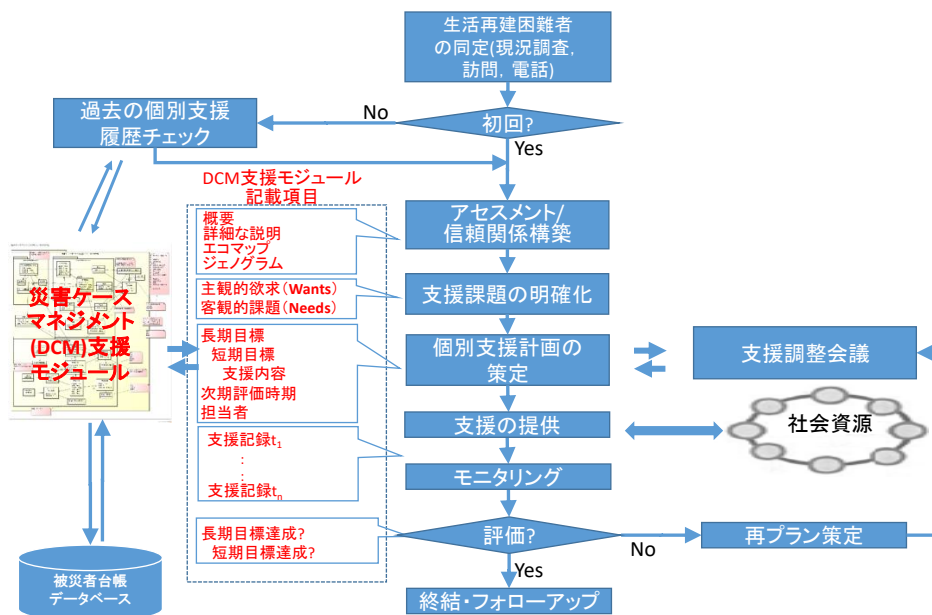 生活再建困難者
の同定(現況調査,
訪問, 電話)
過去の個別支援
履歴チェック
No
初回?
Yes
DCM支援モジュール
記載項目
概要
詳細な説明
エコマップ
ジェノグラム
アセスメント/
信頼関係構築
主観的欲求(Wants)
客観的課題(Needs)
支援課題の明確化
災害ケース
マネジメント
(DCM)支援
モジュール
長期目標
短期目標
支援内容
次期評価時期
担当者
個別支援計画の
策定
支援調整会議
支援の提供
社会資源
支援記録t1
:
:
支援記録tn
モニタリング
長期目標達成?
短期目標達成?
評価?
No
再プラン策定
Yes
終結・フォローアップ
被災者台帳
データベース